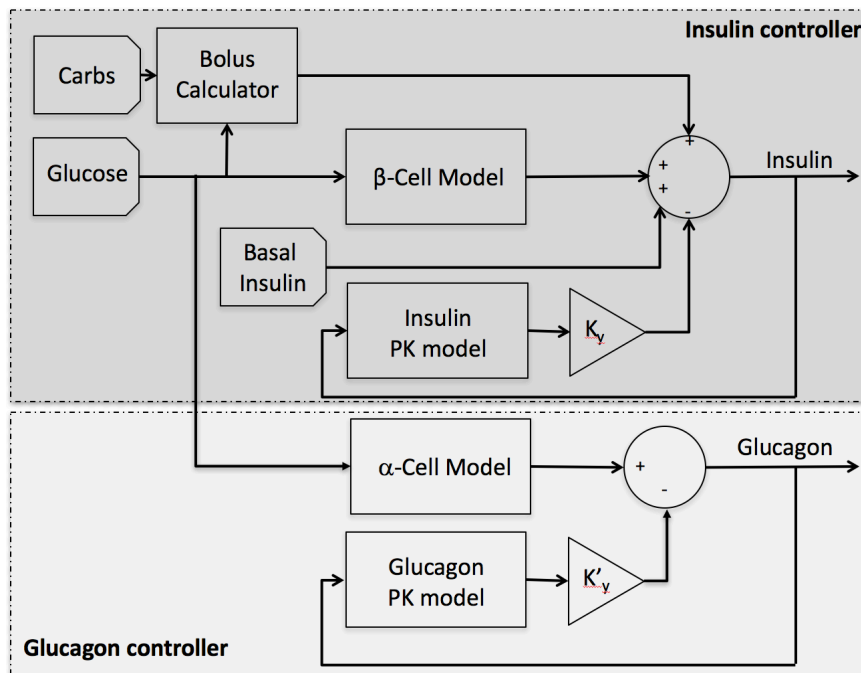 Insulin controller
Carbs
Bolus
Calculator
+
Glucose
β-Cell Model
+
+
-
Insulin
Basal
Insulin
Insulin
PK model
Ky
α-Cell Model
+
-
Glucagon
Glucagon
PK model
K’y
Glucagon controller